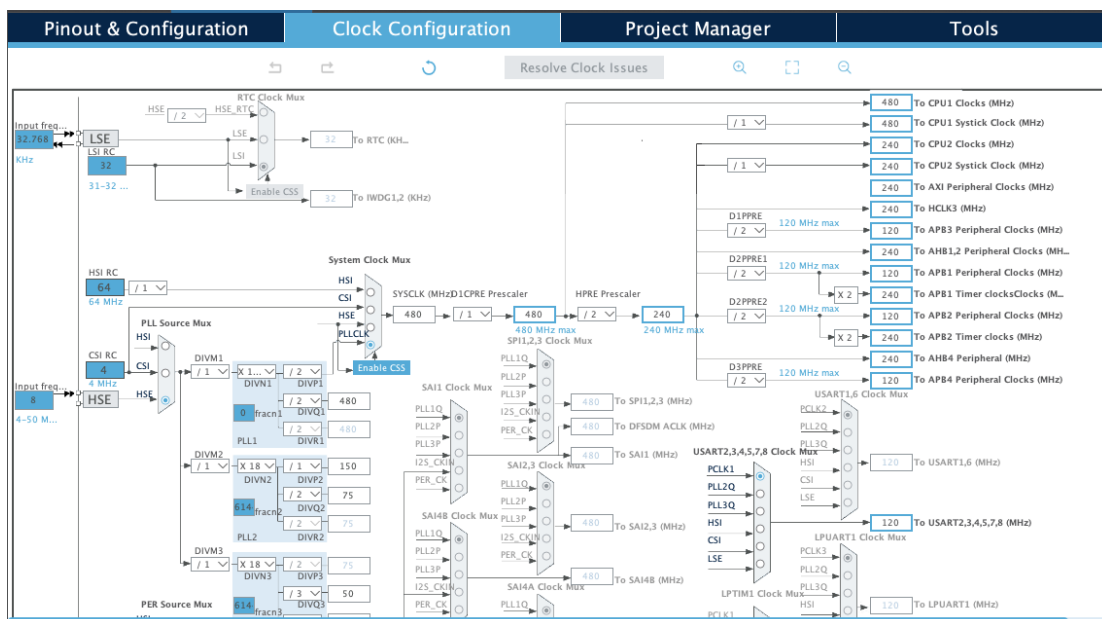 Pinout & Configuration
Clock Configuration
Project Manager
Tools
Resolve Clock Issues
RTC Clock Mux
HSE
/ 2
HSE_RTC
Input freq...
32.768
KHz
LSE
LSE
32
To RTC (KH...
LSI RC
32
LSI
31-32 ...
Enable CSS
32
To IWDG1,2 (KHz)
480
To CPU1 Clocks (MHz)
/ 1
480
To CPU1 Systick Clock (MHz)
240
To CPU2 Clocks (MHz)
/ 1
240
To CPU2 Systick Clock (MHz)
240
To AXI Peripheral Clocks (MHz)
240
To HCLK3 (MHz)
D1PPRE
120 MHz max
/ 2
120
To APB3 Peripheral Clocks (MHz)
240
To AHB1,2 Peripheral Clocks (MH...
D2PPRE1
120 MHz max
/ 2
120
To APB1 Peripheral Clocks (MHz)
X 2
240
To APB1 Timer clocksClocks (M...
D2PPRE2
120 MHz max
/ 2
120
To APB2 Peripheral Clocks (MHz)
X 2
240
To APB2 Timer clocks (MHz)
240
To AHB4 Peripheral (MHz)
D3PPRE
120 MHz max
/ 2
120
To APB4 Peripheral Clocks (MHz)
System Clock Mux
HSI RC
64
/ 1
64 MHz
HSI
CSI
HSE
PLLCLK
SYSCLK (MHz)
D1CPRE Prescaler
HPRE Prescaler
480
/ 1
480
/ 2
240
480 MHz max
240 MHz max
Enable CSS
PLL Source Mux
HSI
CSI RC
4
4 MHz
CSI
Input freq...
8
4-50 M...
HSE
HSE
DIVM1
/ 1
X 1...
/ 2
DIVN1
DIVP1
/ 2
480
0
fracn1
DIVQ1
/ 2
480
PLL1
DIVR1
DIVM2
/ 1
X 18
/ 1
150
DIVN2
DIVP2
/ 2
75
614
fracn2
DIVQ2
/ 2
75
PLL2
DIVR2
DIVM3
/ 1
X 18
/ 2
75
DIVN3
DIVP3
/ 3
50
614
fracn3
DIVQ3
PER Source Mux
SPI1,2,3 Clock Mux
PLL1Q
PLL2P
PLL3P
I2S_CKIN
PER_CK
480
To SPI1,2,3 (MHz)
480
To DFSDM ACLK (MHz)
SAI1 Clock Mux
PLL1Q
PLL2P
PLL3P
I2S_CKIN
PER_CK
480
To SAI1 (MHz)
SAI2,3 Clock Mux
PLL1Q
PLL2P
PLL3P
I2S_CKIN
PER_CK
480
To SAI2,3 (MHz)
SAI4B Clock Mux
PLL1Q
PLL2P
PLL3P
I2S_CKIN
PER_CK
480
To SAI4B (MHz)
SAI4A Clock Mux
PLL1Q
USART1,6 Clock Mux
PCLK2
PLL2Q
PLL3Q
HSI
CSI
LSE
120
To USART1,6 (MHz)
USART2,3,4,5,7,8 Clock Mux
PCLK1
PLL2Q
PLL3Q
HSI
CSI
LSE
120
To USART2,3,4,5,7,8 (MHz)
LPUART1 Clock Mux
PCLK3
PLL2Q
PLL3Q
HSI
120
To LPUART1 (MHz)
LPTIM1 Clock Mux
PCLK1